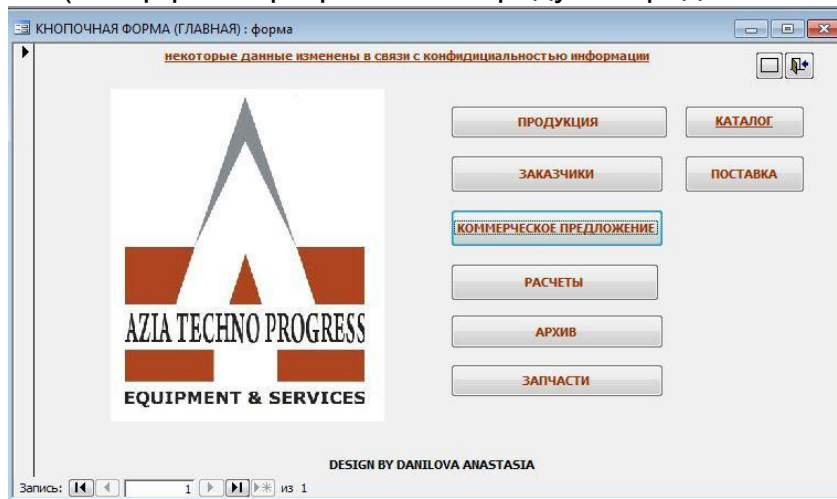 КНОПОЧНАЯ ФОРМА (ГЛАВНАЯ) : форма
некоторые данные изменены в связи с конфидициальностью информации
ПРОДУКЦИЯ
КАТАЛОГ
ЗАКАЗЧИКИ
ПОСТАВКА
КОММЕРЧЕСКОЕ ПРЕДЛОЖЕНИЕ
РАСЧЕТЫ
АРХИВ
ЗАПЧАСТИ
AZIA TECHNO PROGRESS
EQUIPMENT & SERVICES
DESIGN BY DANILOVA ANASTASIA
Запись: 1 из 1